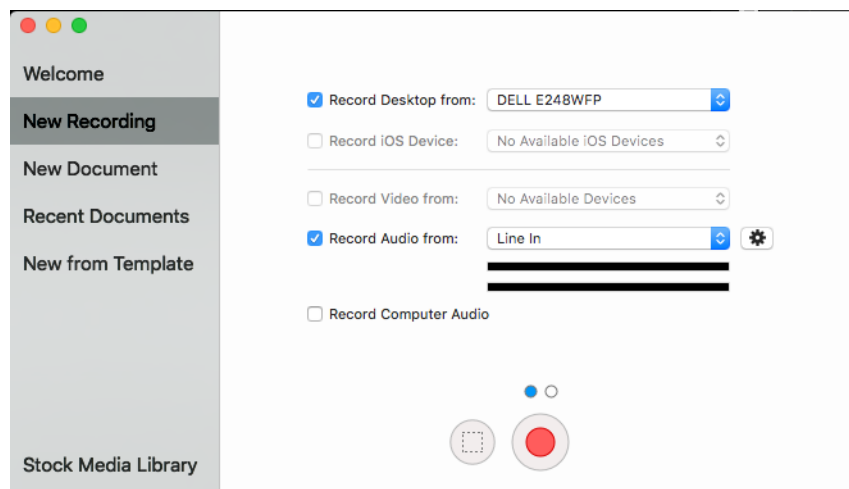 Welcome
New Recording
New Document
Recent Documents
New from Template
Stock Media Library
Record Desktop from: DELL E248WFP
Record iOS Device: No Available iOS Devices
Record Video from: No Available Devices
Record Audio from: Line In
Record Computer Audio